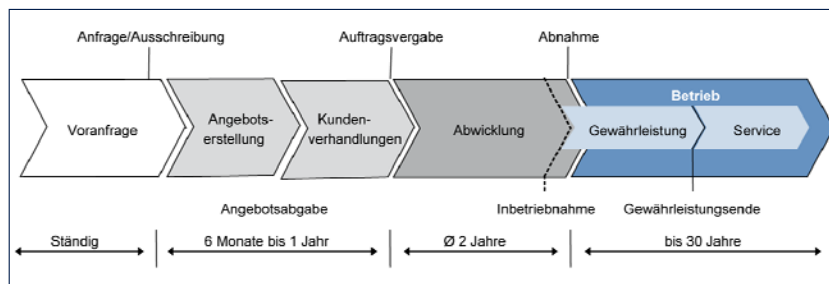 Anfrage/Ausschreibung
Auftragsvergabe
Abnahme
Betrieb
Voranfrage
Angebots-
erstellung
Kunden-
verhandlungen
Abwicklung
Gewährleistung
Service
Angebotsabgabe
Inbetriebnahme
Gewährleistungsende
Ständig
6 Monate bis 1 Jahr
Ø 2 Jahre
bis 30 Jahre